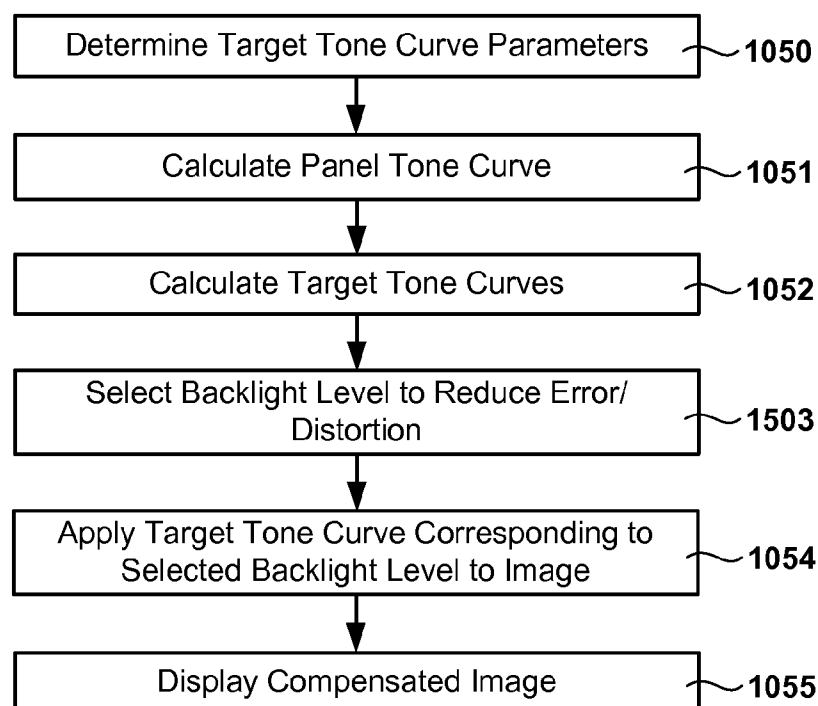 Determine Target Tone Curve Parameters
1050
Calculate Panel Tone Curve
1051
Calculate Target Tone Curves
1052
Select Backlight Level to Reduce Error/
Distortion
1503
Apply Target Tone Curve Corresponding to
Selected Backlight Level to Image
1054
Display Compensated Image
1055